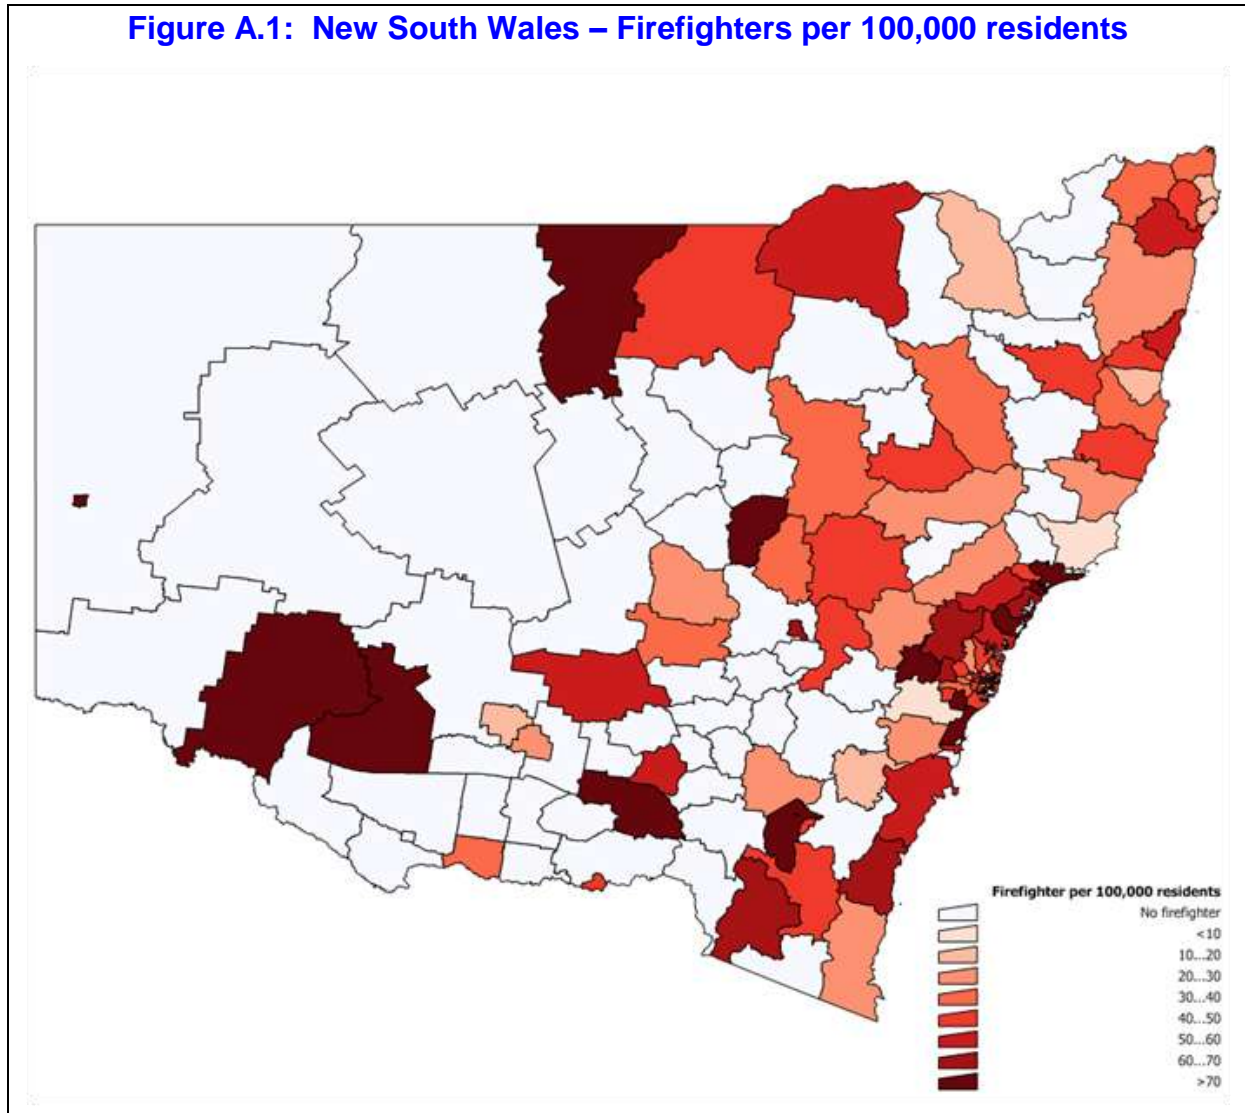 Figure A.1: New South Wales – Firefighters per 100,000 residents
Firefighter per 100,000 residents
No firefighter
<10
10...20
20...30
30...40
40...50
50...60
60...70
>70